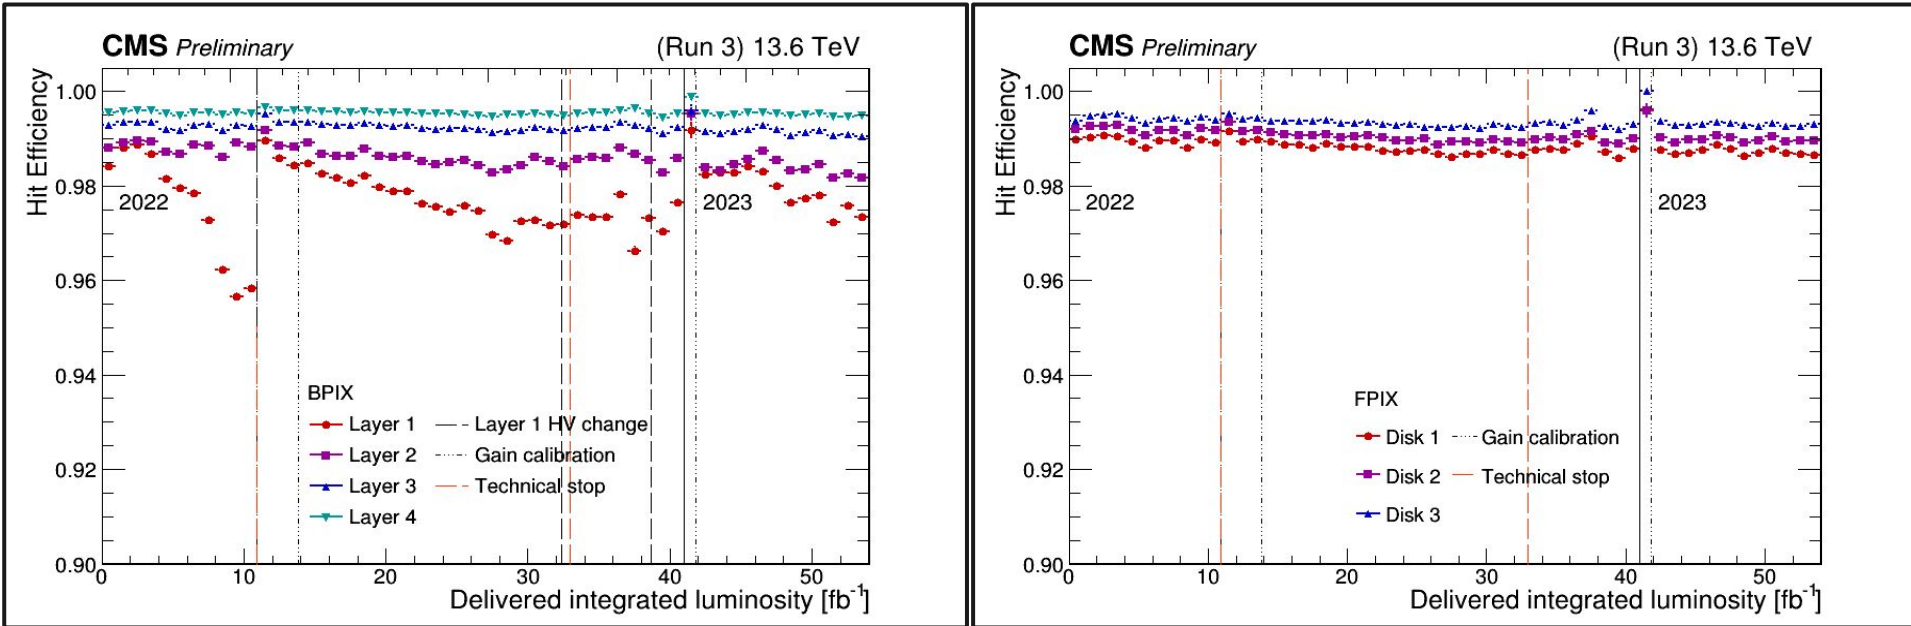 CMS Preliminary (Run 3) 13.6 TeV
Hit Efficiency
1.00
0.98
0.96
0.94
0.92
0.90
2022
2023
BPIX
Layer 1
Layer 2
Layer 3
Layer 4
Layer 1 HV change
Gain calibration
Technical stop
0 10 20 30 40 50
Delivered integrated luminosity [fb⁻¹]
CMS Preliminary (Run 3) 13.6 TeV
Hit Efficiency
1.00
0.98
0.96
0.94
0.92
0.90
2022
2023
FPIX
Disk 1
Disk 2
Disk 3
Gain calibration
Technical stop
0 10 20 30 40 50
Delivered integrated luminosity [fb⁻¹]